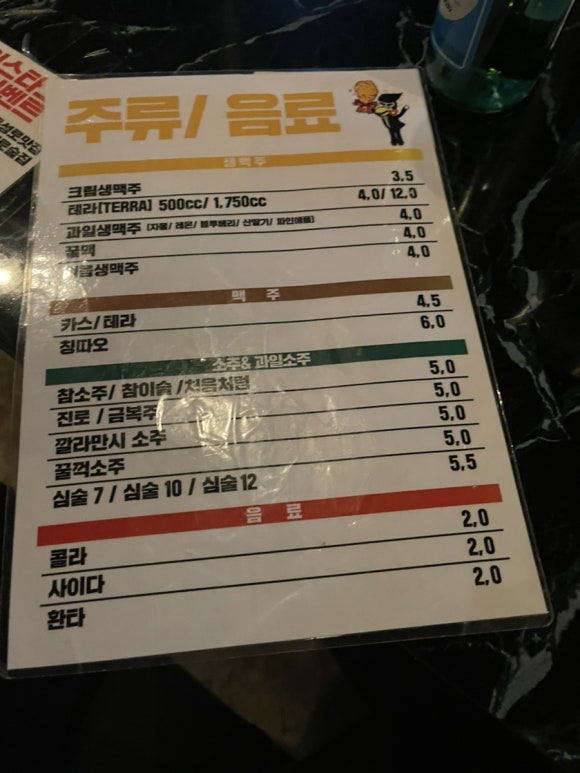 주류/ 음료
생맥주
크림생맥주 3.5
테라[TERRA] 500cc/ 1,750cc 4.0/ 12.0
과일생맥주 (자몽/ 레몬/ 블루베리/ 산딸기/ 파인애플) 4.0
꿀맥 4.0
생맥주 4.0
맥 주
카스/ 테라 4.5
칭따오 6.0
소주& 과일소주
참소주/ 참이슬 /처음처럼 5.0
진로 / 금복주 5.0
깔라만시 소주 5.0
꿀꺽소주 5.0
심술 7 / 심술 10 / 심술 12 5.5
음 료
콜라 2.0
사이다 2.0
환타 2.0